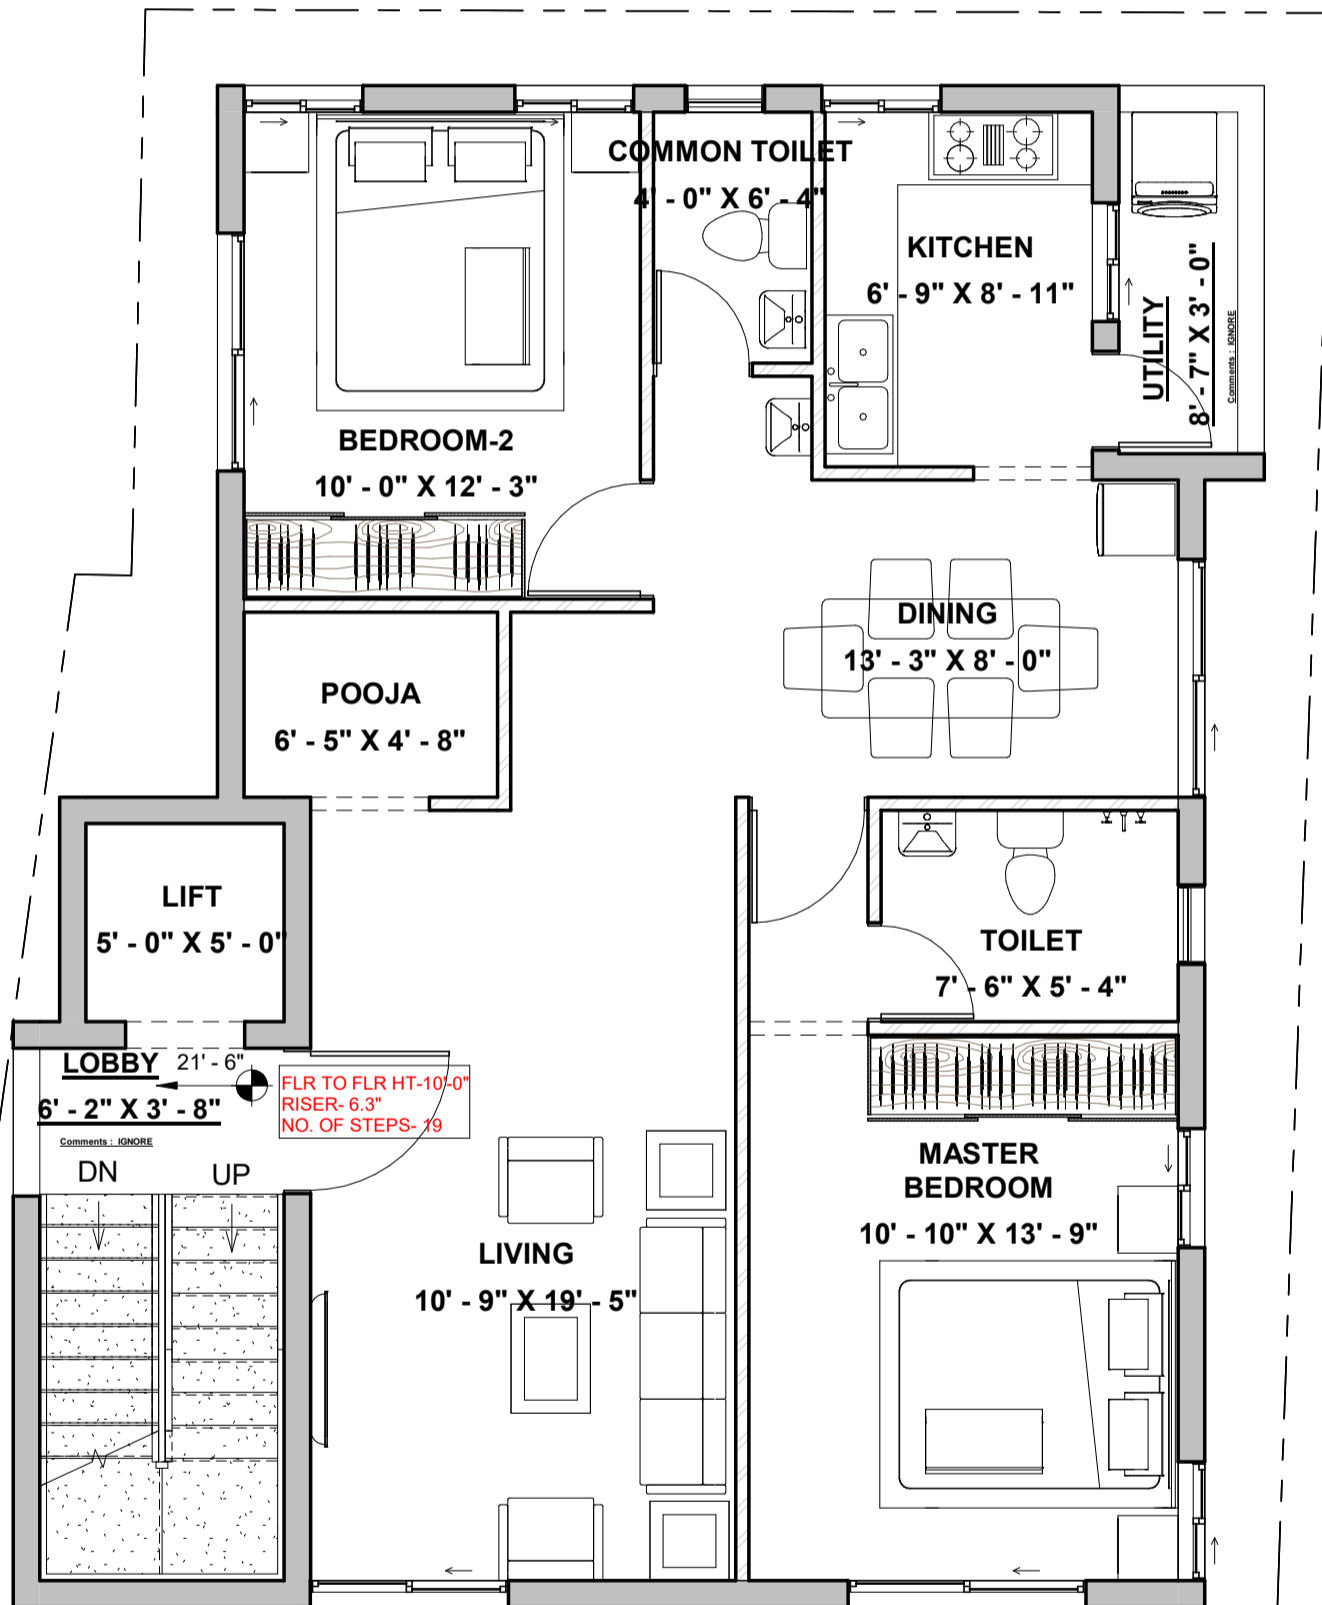 COMMON TOILET
4' - 0" X 6' - 4"
KITCHEN
6' - 9" X 8' - 11"
UTILITY
8' - 7" X 3' - 0"
Comments : IGNORE
BEDROOM-2
10' - 0" X 12' - 3"
DINING
13' - 3" X 8' - 0"
POOJA
6' - 5" X 4' - 8"
LIFT
5' - 0" X 5' - 0"
TOILET
7' - 6" X 5' - 4"
LOBBY
21' - 6"
6' - 2" X 3' - 8"
Comments : IGNORE
FLR TO FLR HT-10'-0"
RISER- 6.3"
NO. OF STEPS- 19
DN
UP
MASTER
BEDROOM
10' - 10" X 13' - 9"
LIVING
10' - 9" X 19' - 5"